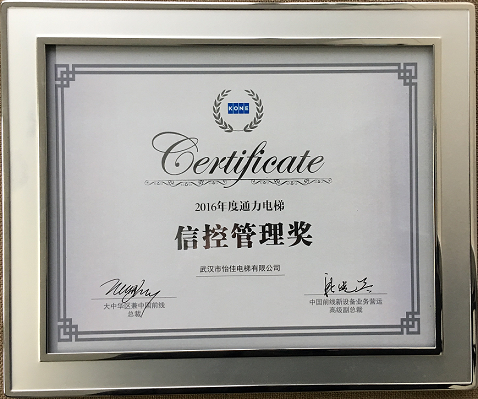 KONE
Certificate
2016年度通力电梯
信控管理奖
武汉市怡佳电梯有限公司
大中华区兼中国前线
总裁
中国前线新设备业务营运
高级副总裁